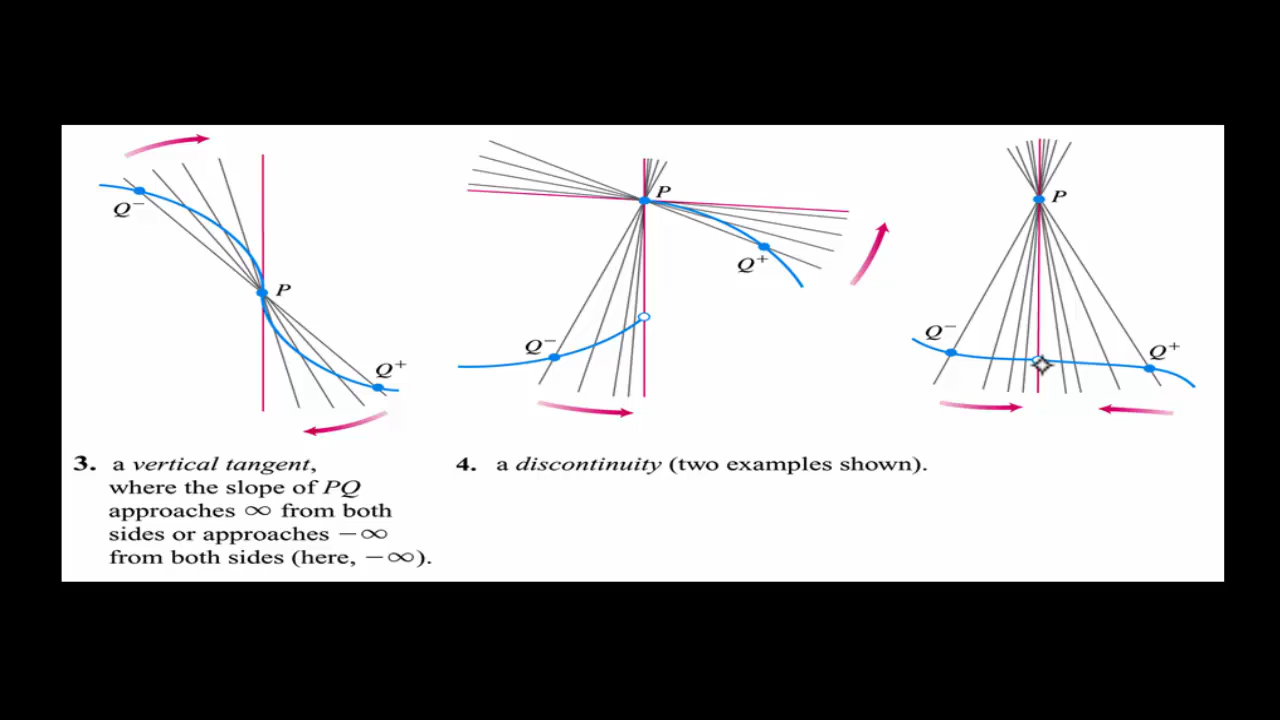 Q⁻
P
Q⁺
P
Q⁺
Q⁻
P
Q⁻
Q⁺
3. a vertical tangent,
where the slope of PQ
approaches ∞ from both
sides or approaches −∞
from both sides (here, −∞).
4. a discontinuity (two examples shown).